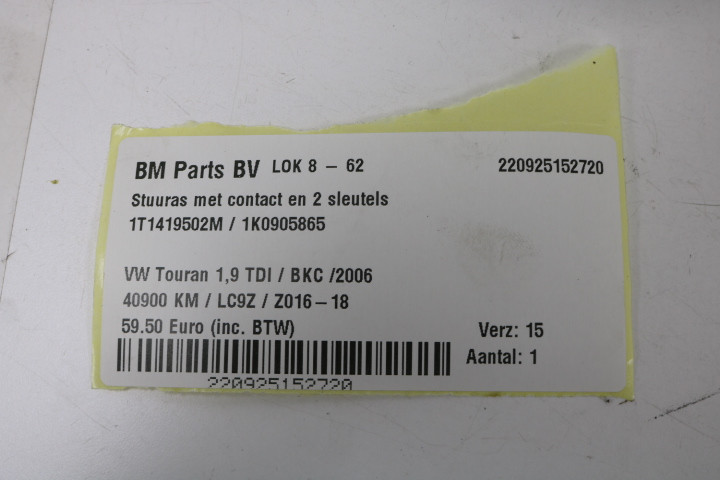 BM Parts BV LOK 8 – 62 220925152720
Stuuras met contact en 2 sleutels
1T1419502M / 1K0905865
VW Touran 1,9 TDI / BKC /2006
40900 KM / LC9Z / Z016–18
59.50 Euro (inc. BTW) Verz: 15
Aantal: 1
220925152720